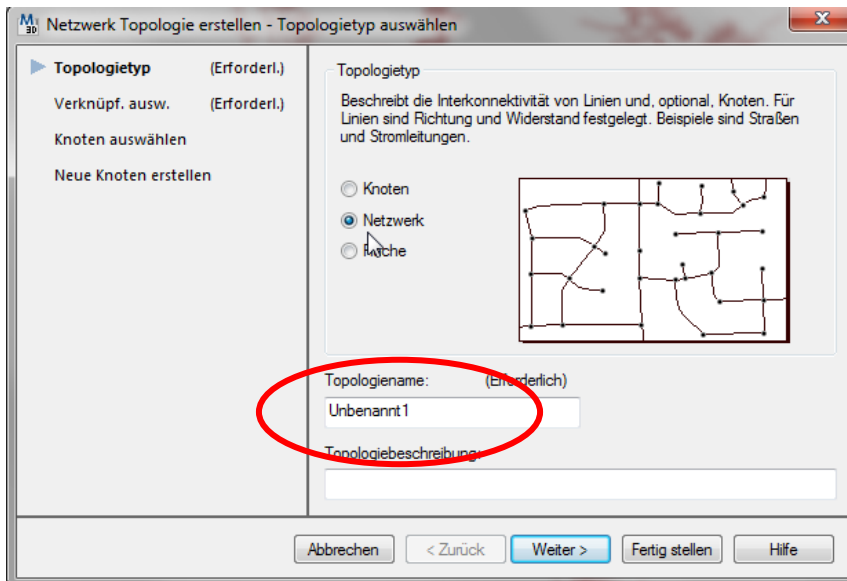 Netzwerk Topologie erstellen - Topologietyp auswählen
Topologietyp (Erforderl.)
Verknüpf. ausw. (Erforderl.)
Knoten auswählen
Neue Knoten erstellen
Topologietyp
Beschreibt die Interkonnektivität von Linien und, optional, Knoten. Für
Linien sind Richtung und Widerstand festgelegt. Beispiele sind Straßen
und Stromleitungen.
Knoten
Netzwerk
Topologiename: (Erforderlich)
Unbenannt1
Topologiebeschreibung:
Abbrechen < Zurück Weiter > Fertig stellen Hilfe